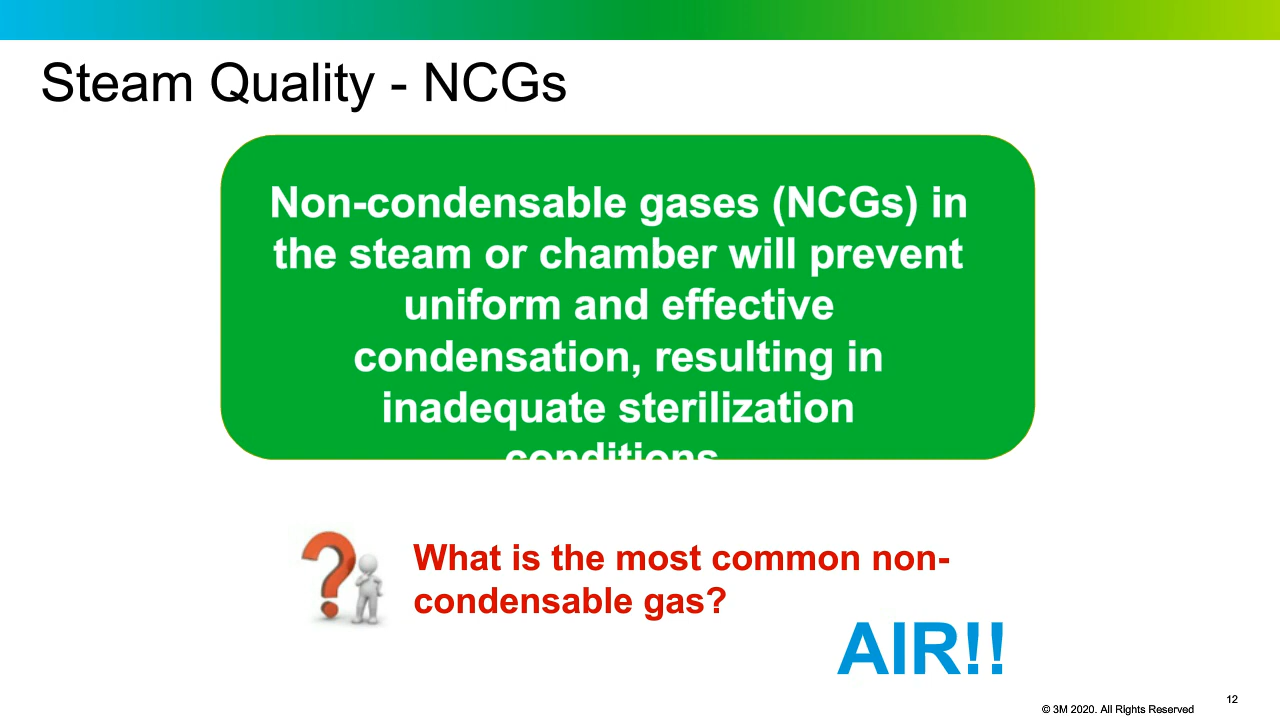 Steam Quality - NCGs
Non-condensable gases (NCGs) in
the steam or chamber will prevent
uniform and effective
condensation, resulting in
inadequate sterilization
conditions
What is the most common non-
condensable gas?
AIR!!
12
© 3M 2020. All Rights Reserved